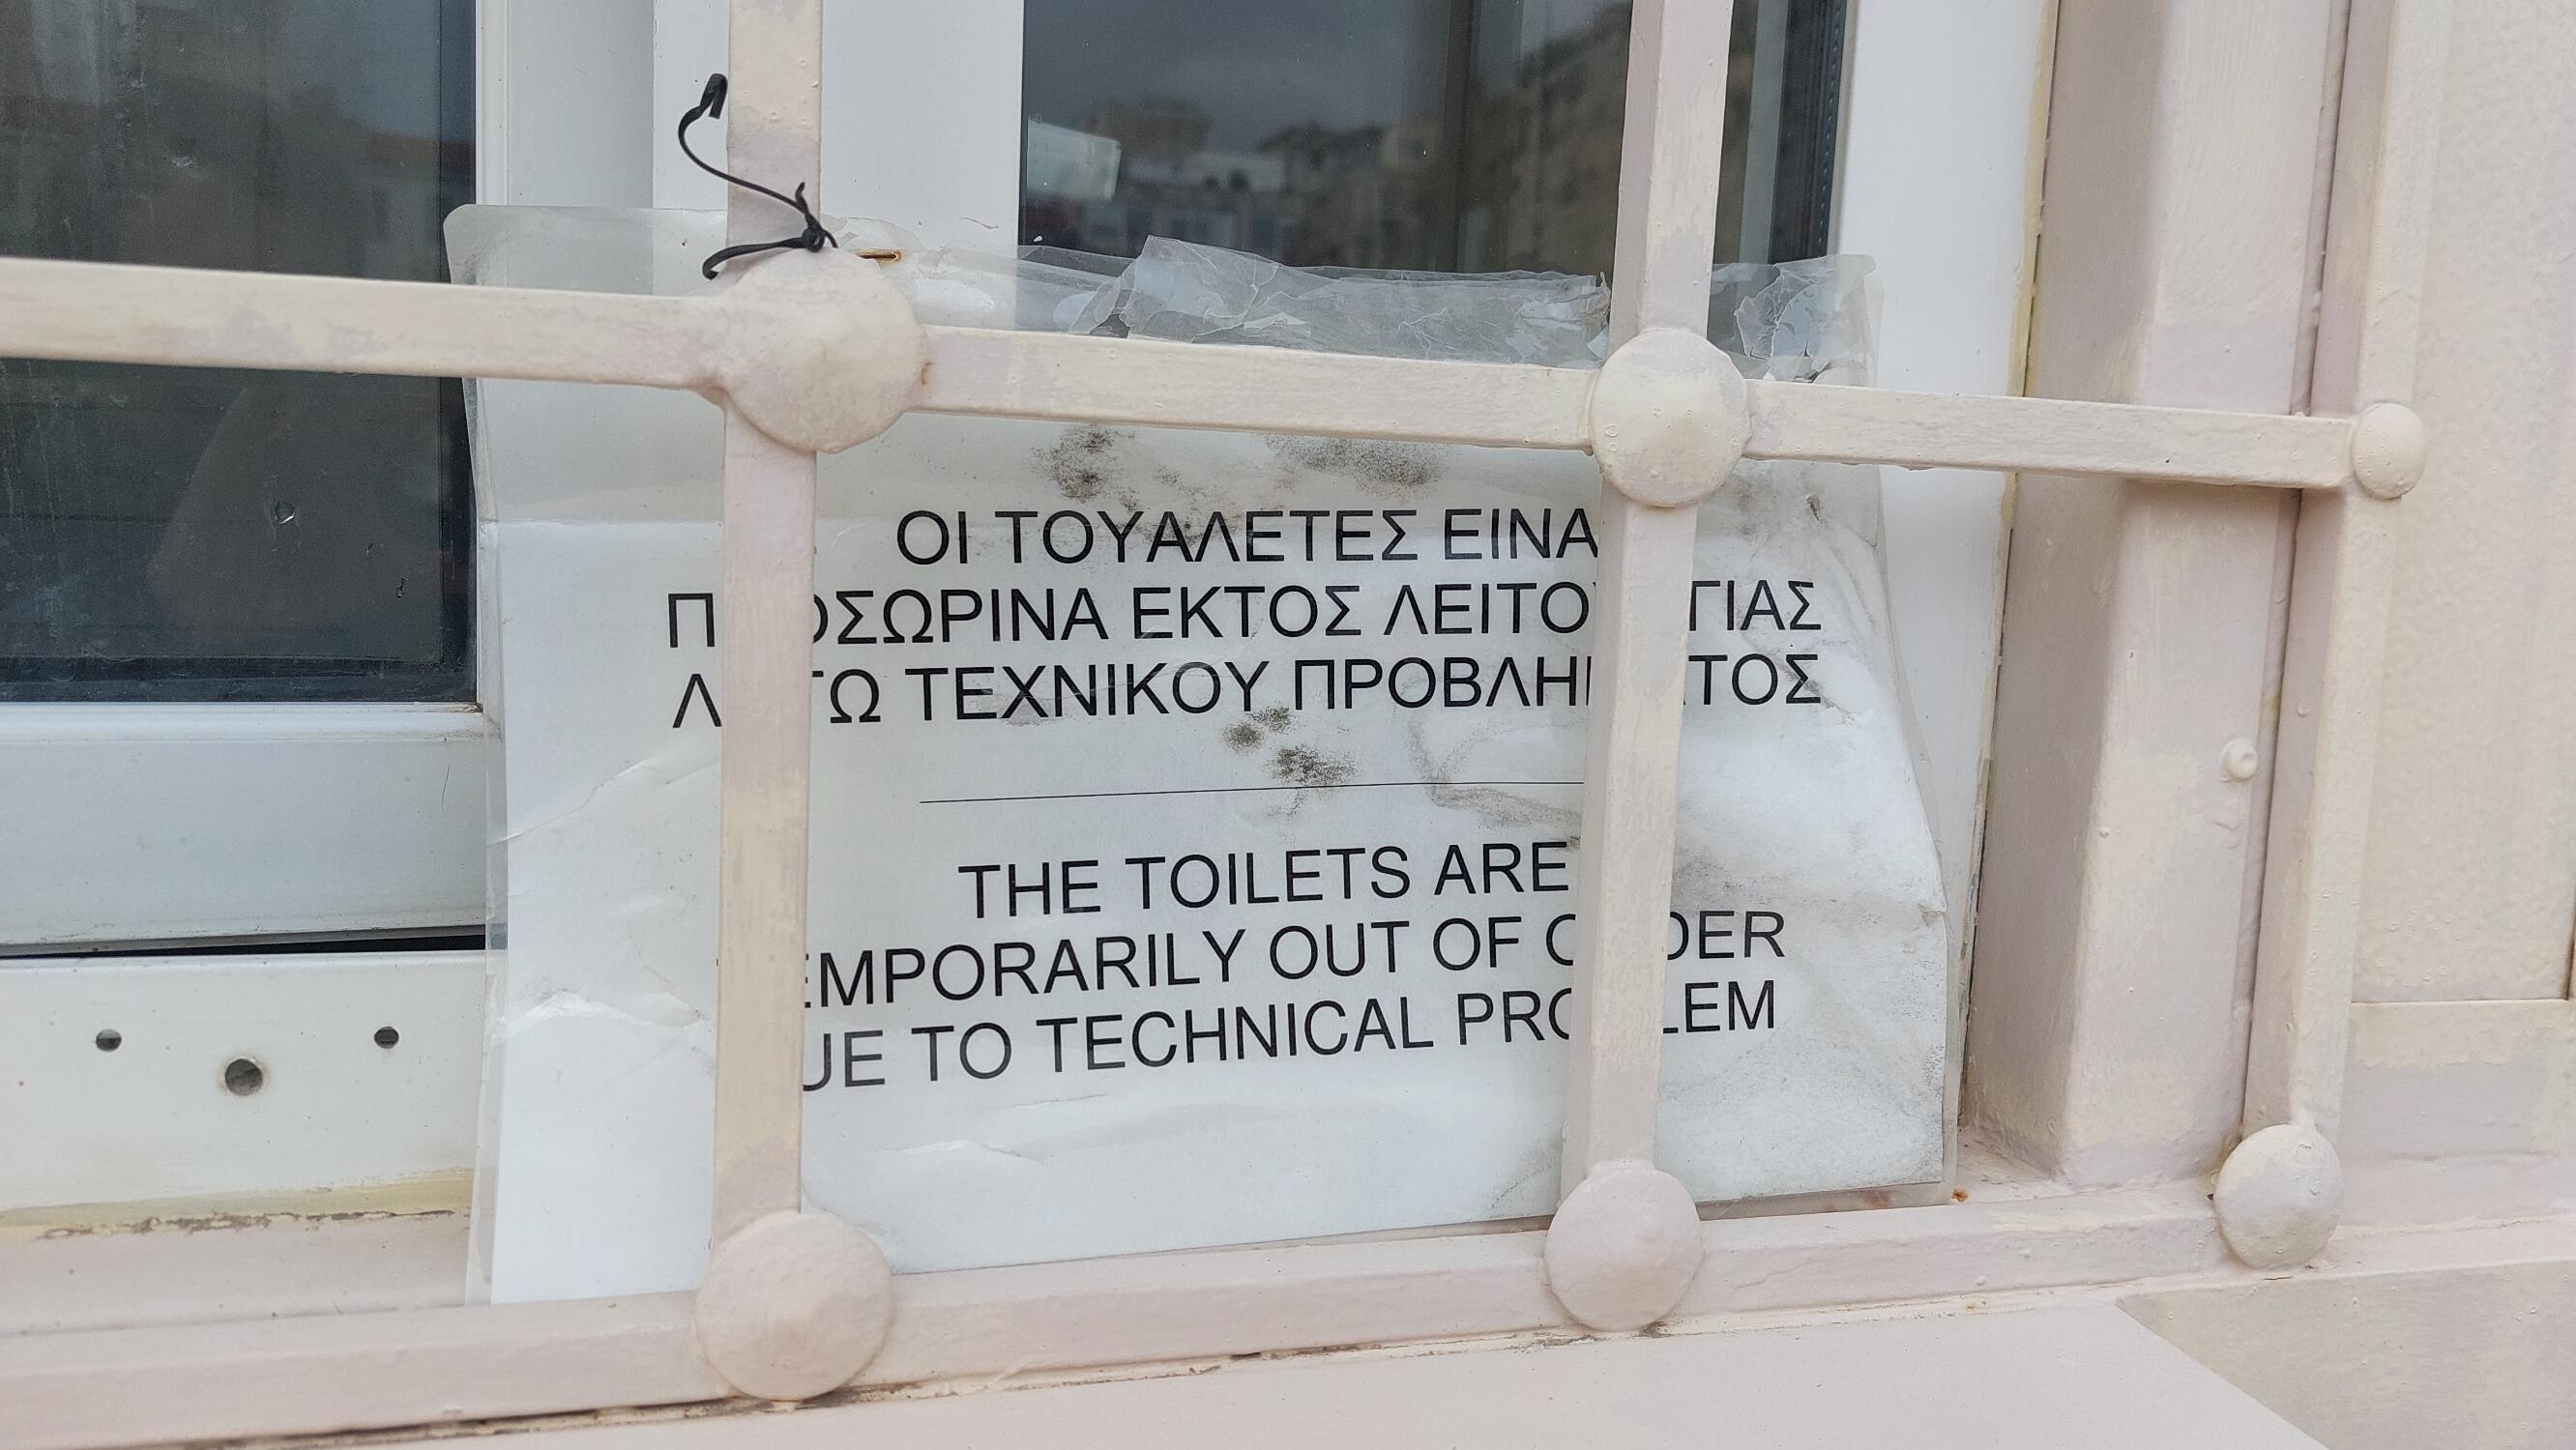 ΟΙ ΤΟΥΑΛΕΤΕΣ ΕΙΝΑΙ
ΠΡΟΣΩΡΙΝΑ ΕΚΤΟΣ ΛΕΙΤΟΥΡΓΙΑΣ
ΛΟΓΩ ΤΕΧΝΙΚΟΥ ΠΡΟΒΛΗΜΑΤΟΣ
THE TOILETS ARE
TEMPORARILY OUT OF ORDER
DUE TO TECHNICAL PROBLEM